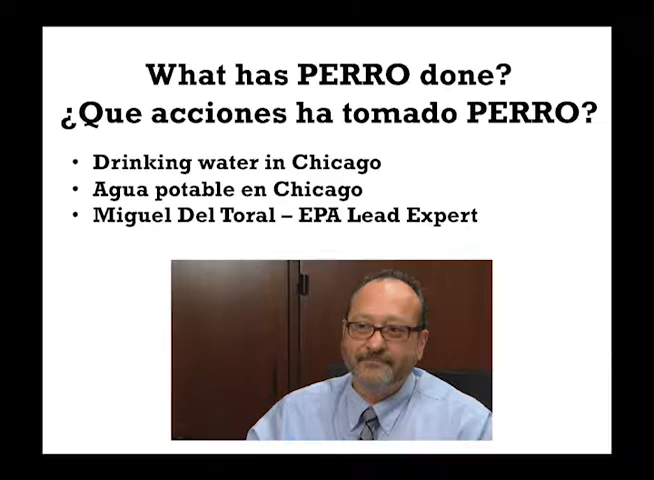 What has PERRO done?
¿Que acciones ha tomado PERRO?
• Drinking water in Chicago
• Agua potable en Chicago
• Miguel Del Toral – EPA Lead Expert